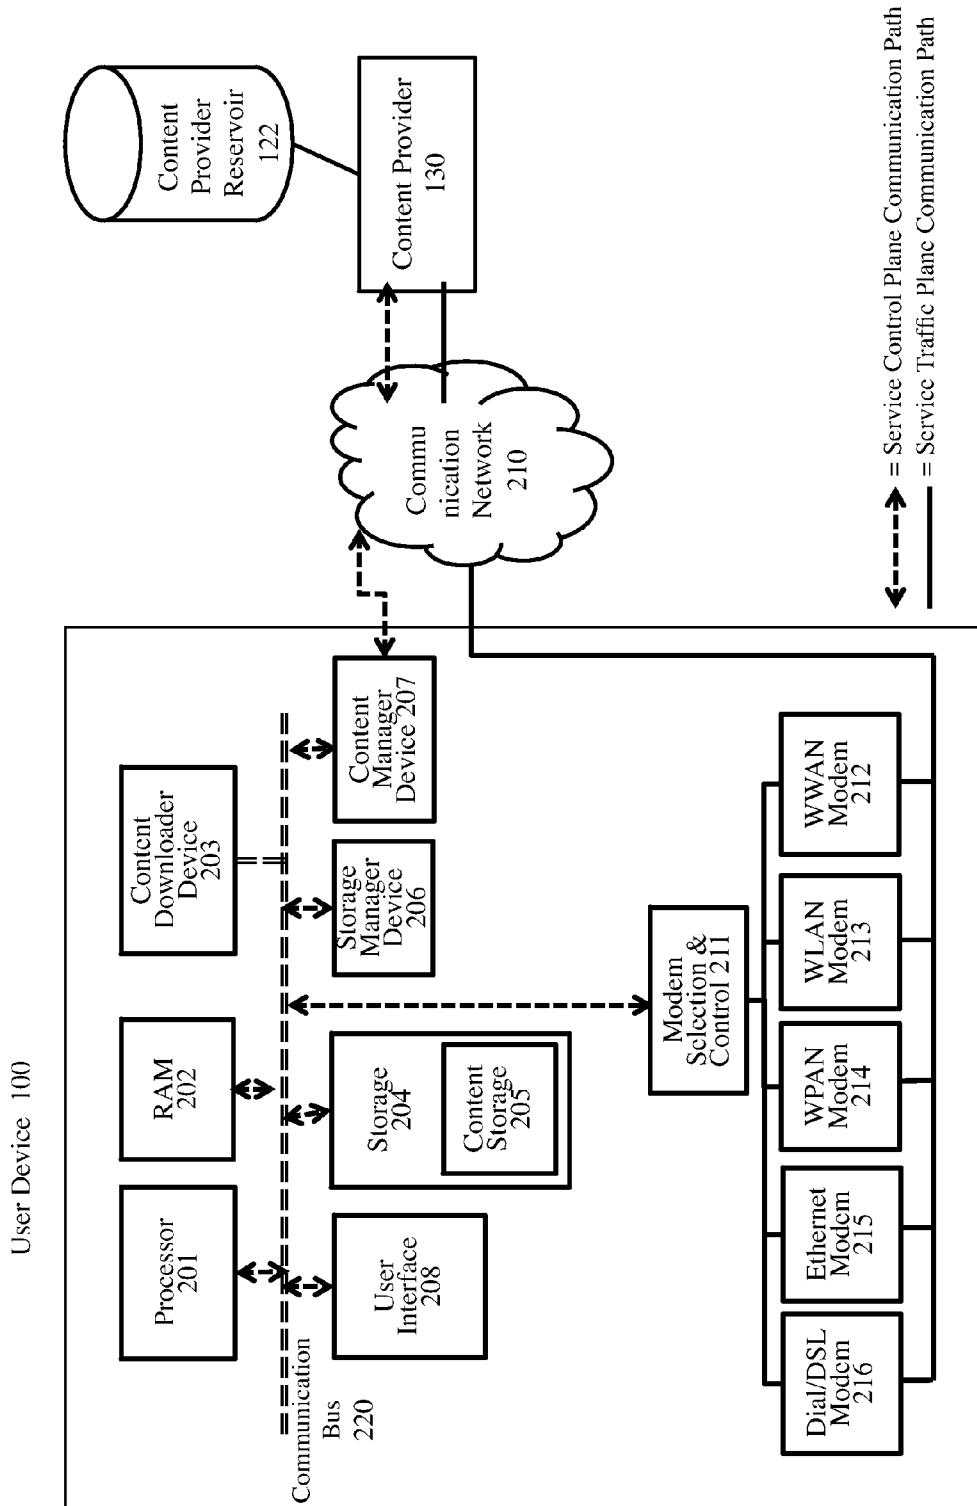 User Device 100
Processor
201
RAM
202
Content
Downloader
Device
203
Communication
Bus
220
User
Interface
208
Storage
204
Content
Storage
205
Storage
Manager
Device
206
Content
Manager
Device 207
Modem
Selection &
Control 211
Dial/DSL
Modem
216
Ethernet
Modem
215
WPAN
Modem
214
WLAN
Modem
213
WWAN
Modem
212
Commu
nication
Network
210
Content
Provider
Reservoir
122
Content Provider
130
= Service Control Plane Communication Path
= Service Traffic Plane Communication Path